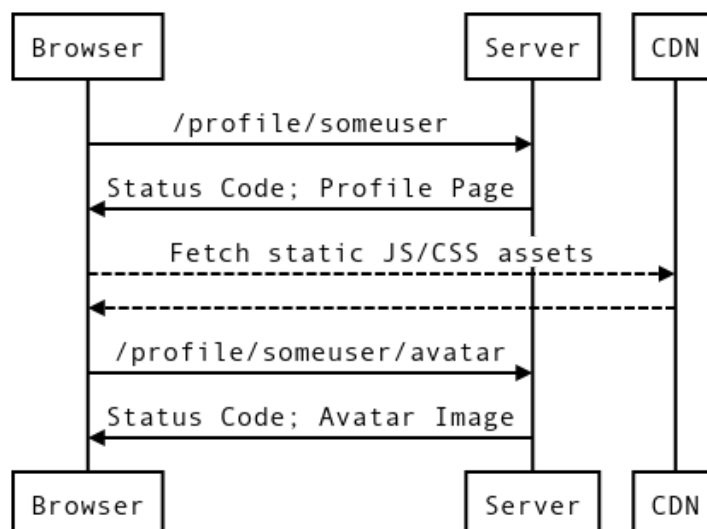 Browser Server CDN
/profile/someuser
Status Code; Profile Page
Fetch static JS/CSS assets
/profile/someuser/avatar
Status Code; Avatar Image
Browser Server CDN